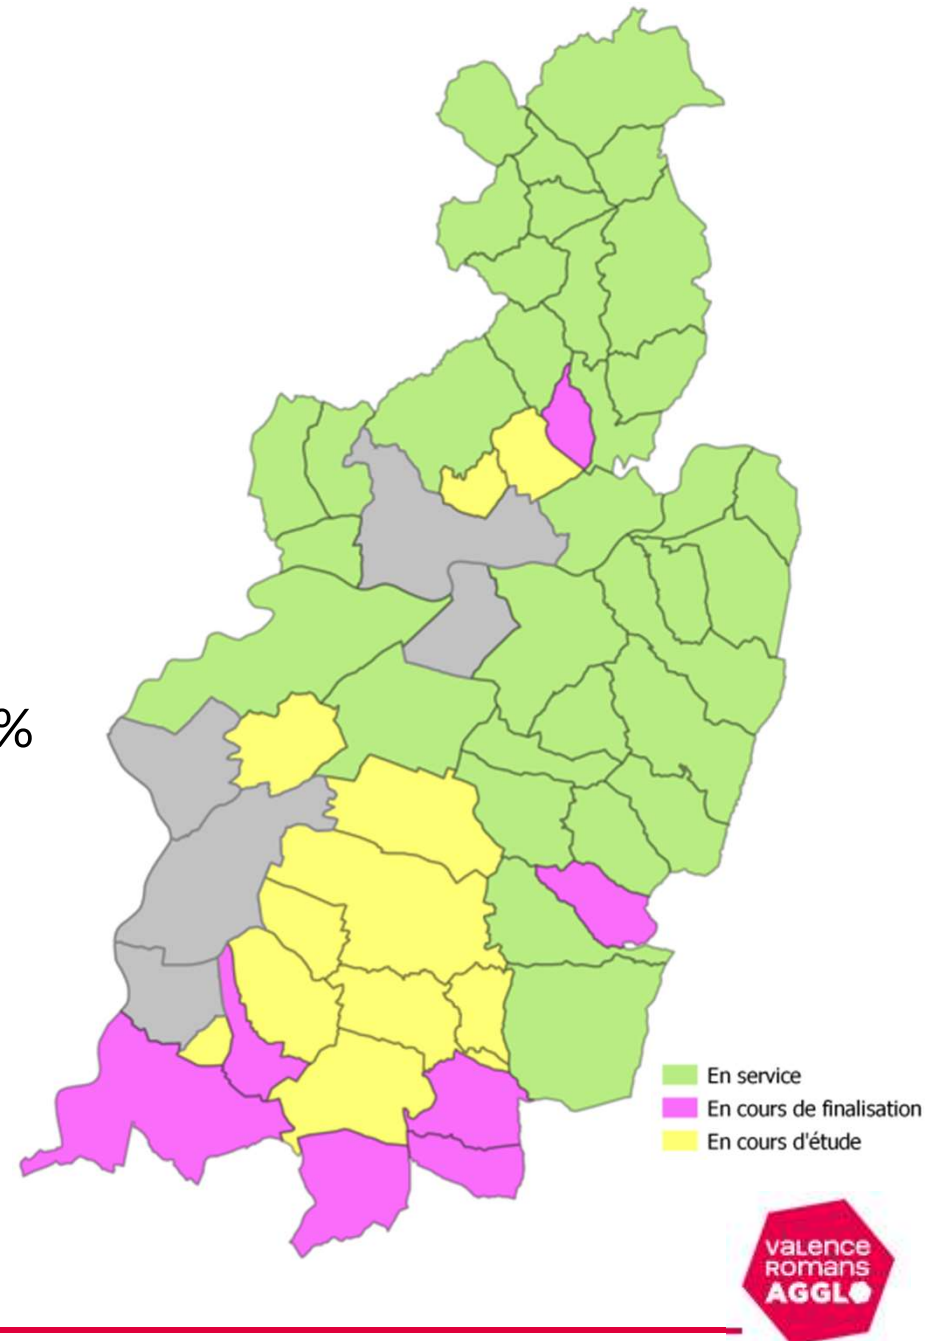 %
En service
En cours de finalisation
En cours d'étude
VALENCE
ROMANS
AGGLO